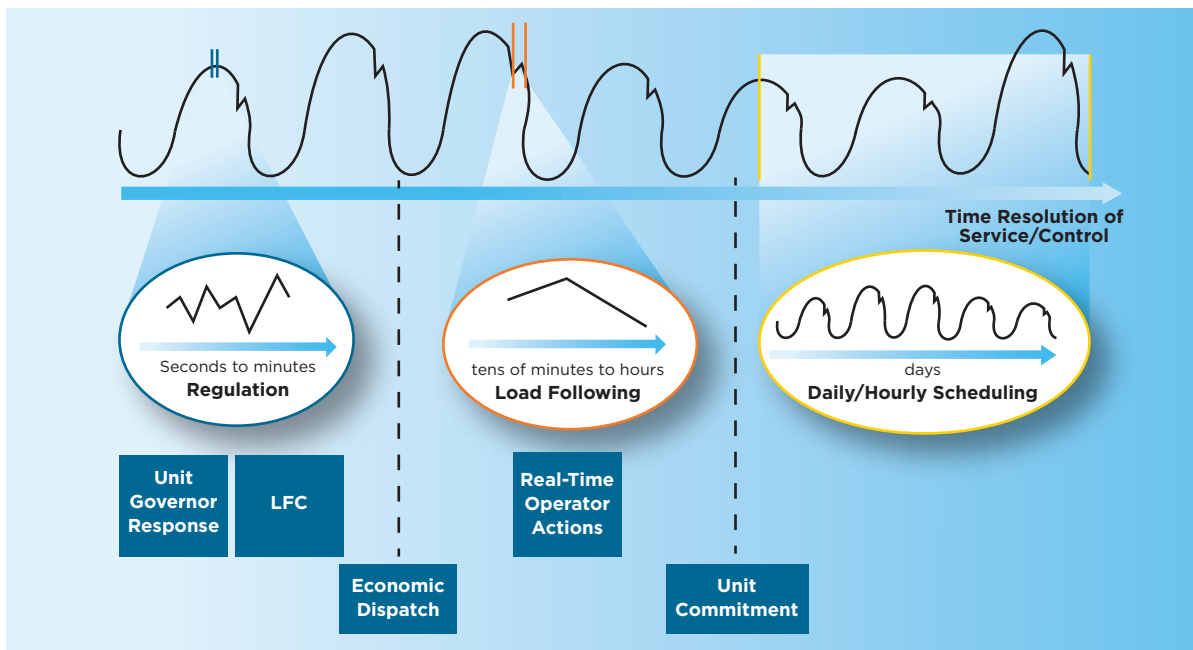 Time Resolution of
Service/Control
Seconds to minutes
Regulation
tens of minutes to hours
Load Following
days
Daily/Hourly Scheduling
Unit
Governor
Response
LFC
Real-Time
Operator
Actions
Economic
Dispatch
Unit
Commitment